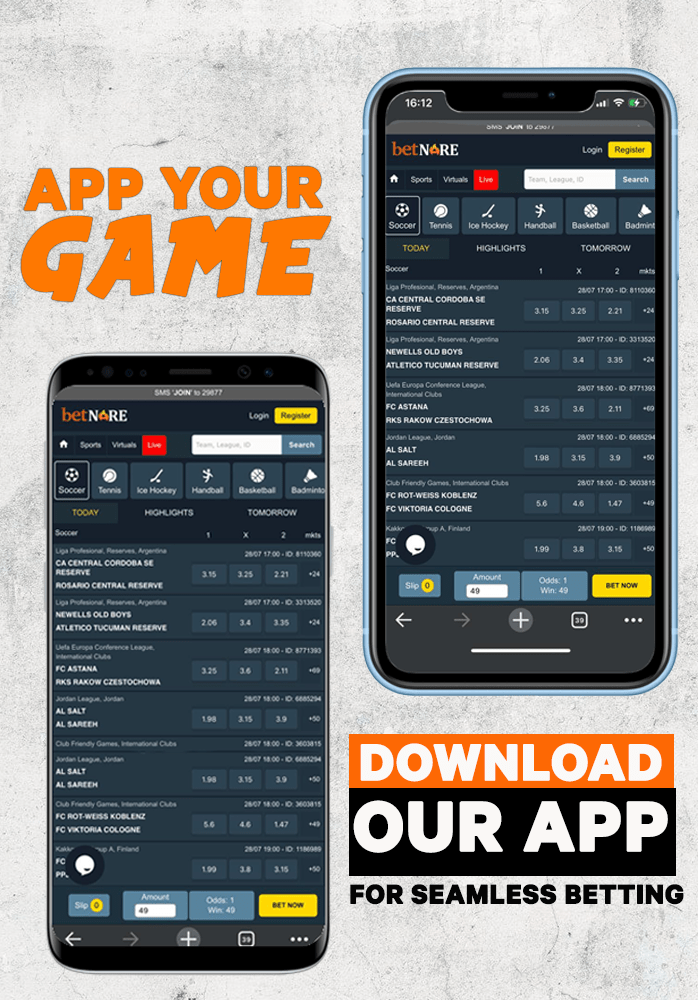 APP YOUR
GAME
16:12
SMS 'JOIN' to 29877
betNARE
Login Register
Sports Virtuals Live Team, League, ID Search
Soccer Tennis Ice Hockey Handball Basketball Badmint
TODAY HIGHLIGHTS TOMORROW
Soccer 1 X 2 mkts
Liga Profesional, Reserves, Argentina 28/07 17:00 - ID: 8110360
CA CENTRAL CORDOBA SE
RESERVE
ROSARIO CENTRAL RESERVE
3.15 3.25 2.21 +24
Liga Profesional, Reserves, Argentina 28/07 17:00 - ID: 3313520
NEWELLS OLD BOYS
ATLETICO TUCUMAN RESERVE
2.06 3.4 3.35 +24
Uefa Europa Conference League,
International Clubs
28/07 18:00 - ID: 8771393
FC ASTANA
RKS RAKOW CZESTOCHOWA
3.25 3.6 2.11 +69
Jordan League, Jordan 28/07 18:00 - ID: 6885294
AL SALT
AL SAREEH
1.98 3.15 3.9 +50
Club Friendly Games, International Clubs 28/07 18:00 - ID: 3603815
FC ROT-WEISS KOBLENZ
FC VIKTORIA COLOGNE
5.6 4.6 1.47 +49
28/07 19:00 - ID: 1186989
FC
1.99 3.8 3.15 +50
Slip 0
Amount
49
Odds: 1
Win: 49
BET NOW
39
SMS 'JOIN' to 29877
betNARE
Login Register
Sports Virtuals Live Team, League, ID Search
Soccer Tennis Ice Hockey Handball Basketball Badminto
TODAY HIGHLIGHTS TOMORROW
Soccer 1 X 2 mkts
Liga Profesional, Reserves, Argentina 28/07 17:00 - ID: 8110360
CA CENTRAL CORDOBA SE
RESERVE
ROSARIO CENTRAL RESERVE
3.15 3.25 2.21 +24
Liga Profesional, Reserves, Argentina 28/07 17:00 - ID: 3313520
NEWELLS OLD BOYS
ATLETICO TUCUMAN RESERVE
2.06 3.4 3.35 +24
Uefa Europa Conference League,
International Clubs
28/07 18:00 - ID: 8771393
FC ASTANA
RKS RAKOW CZESTOCHOWA
3.25 3.6 2.11 +69
Jordan League, Jordan 28/07 18:00 - ID: 6885294
AL SALT
AL SAREEH
1.98 3.15 3.9 +50
Club Friendly Games, International Clubs 28/07 18:00 - ID: 3603815
Jordan League, Jordan 28/07 18:00 - ID: 6885294
AL SALT
AL SAREEH
1.98 3.15 3.9 +50
Club Friendly Games, International Clubs 28/07 18:00 - ID: 3603815
FC ROT-WEISS KOBLENZ
FC VIKTORIA COLOGNE
5.6 4.6 1.47 +49
28/07 19:00 - ID: 1186989
FC
1.99 3.8 3.15 +50
Slip 0
Amount
49
Odds: 1
Win: 49
BET NOW
39
DOWNLOAD
OUR APP
FOR SEAMLESS BETTING